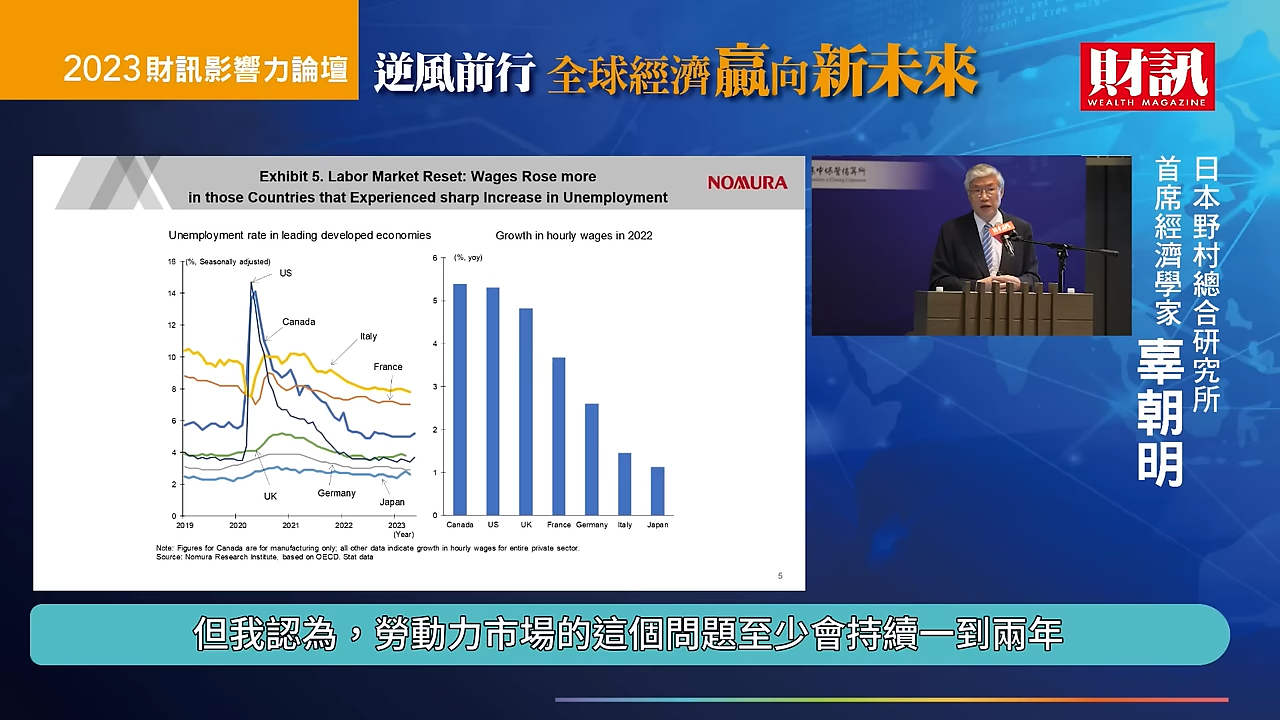 2023財訊影響力論壇
逆風前行 全球經濟贏向新未來
財訊
WEALTH MAGAZINE
Exhibit 5. Labor Market Reset: Wages Rose more
in those Countries that Experienced sharp Increase in Unemployment
NOMURA
Unemployment rate in leading developed economies
(%, Seasonally adjusted)
16
14
12
10
8
6
4
2
0
US
Canada
Italy
France
UK
Germany
Japan
2019 2020 2021 2022 2023
(Year)
Growth in hourly wages in 2022
(%, yoy)
6
5
4
3
2
1
0
Canada US UK France Germany Italy Japan
Note: Figures for Canada are for manufacturing only; all other data indicate growth in hourly wages for entire private sector.
Source: Nomura Research Institute, based on OECD. Stat data
5
日本野村總合研究所
首席經濟學家 辜朝明
但我認為，勞動力市場的這個問題至少會持續一到兩年